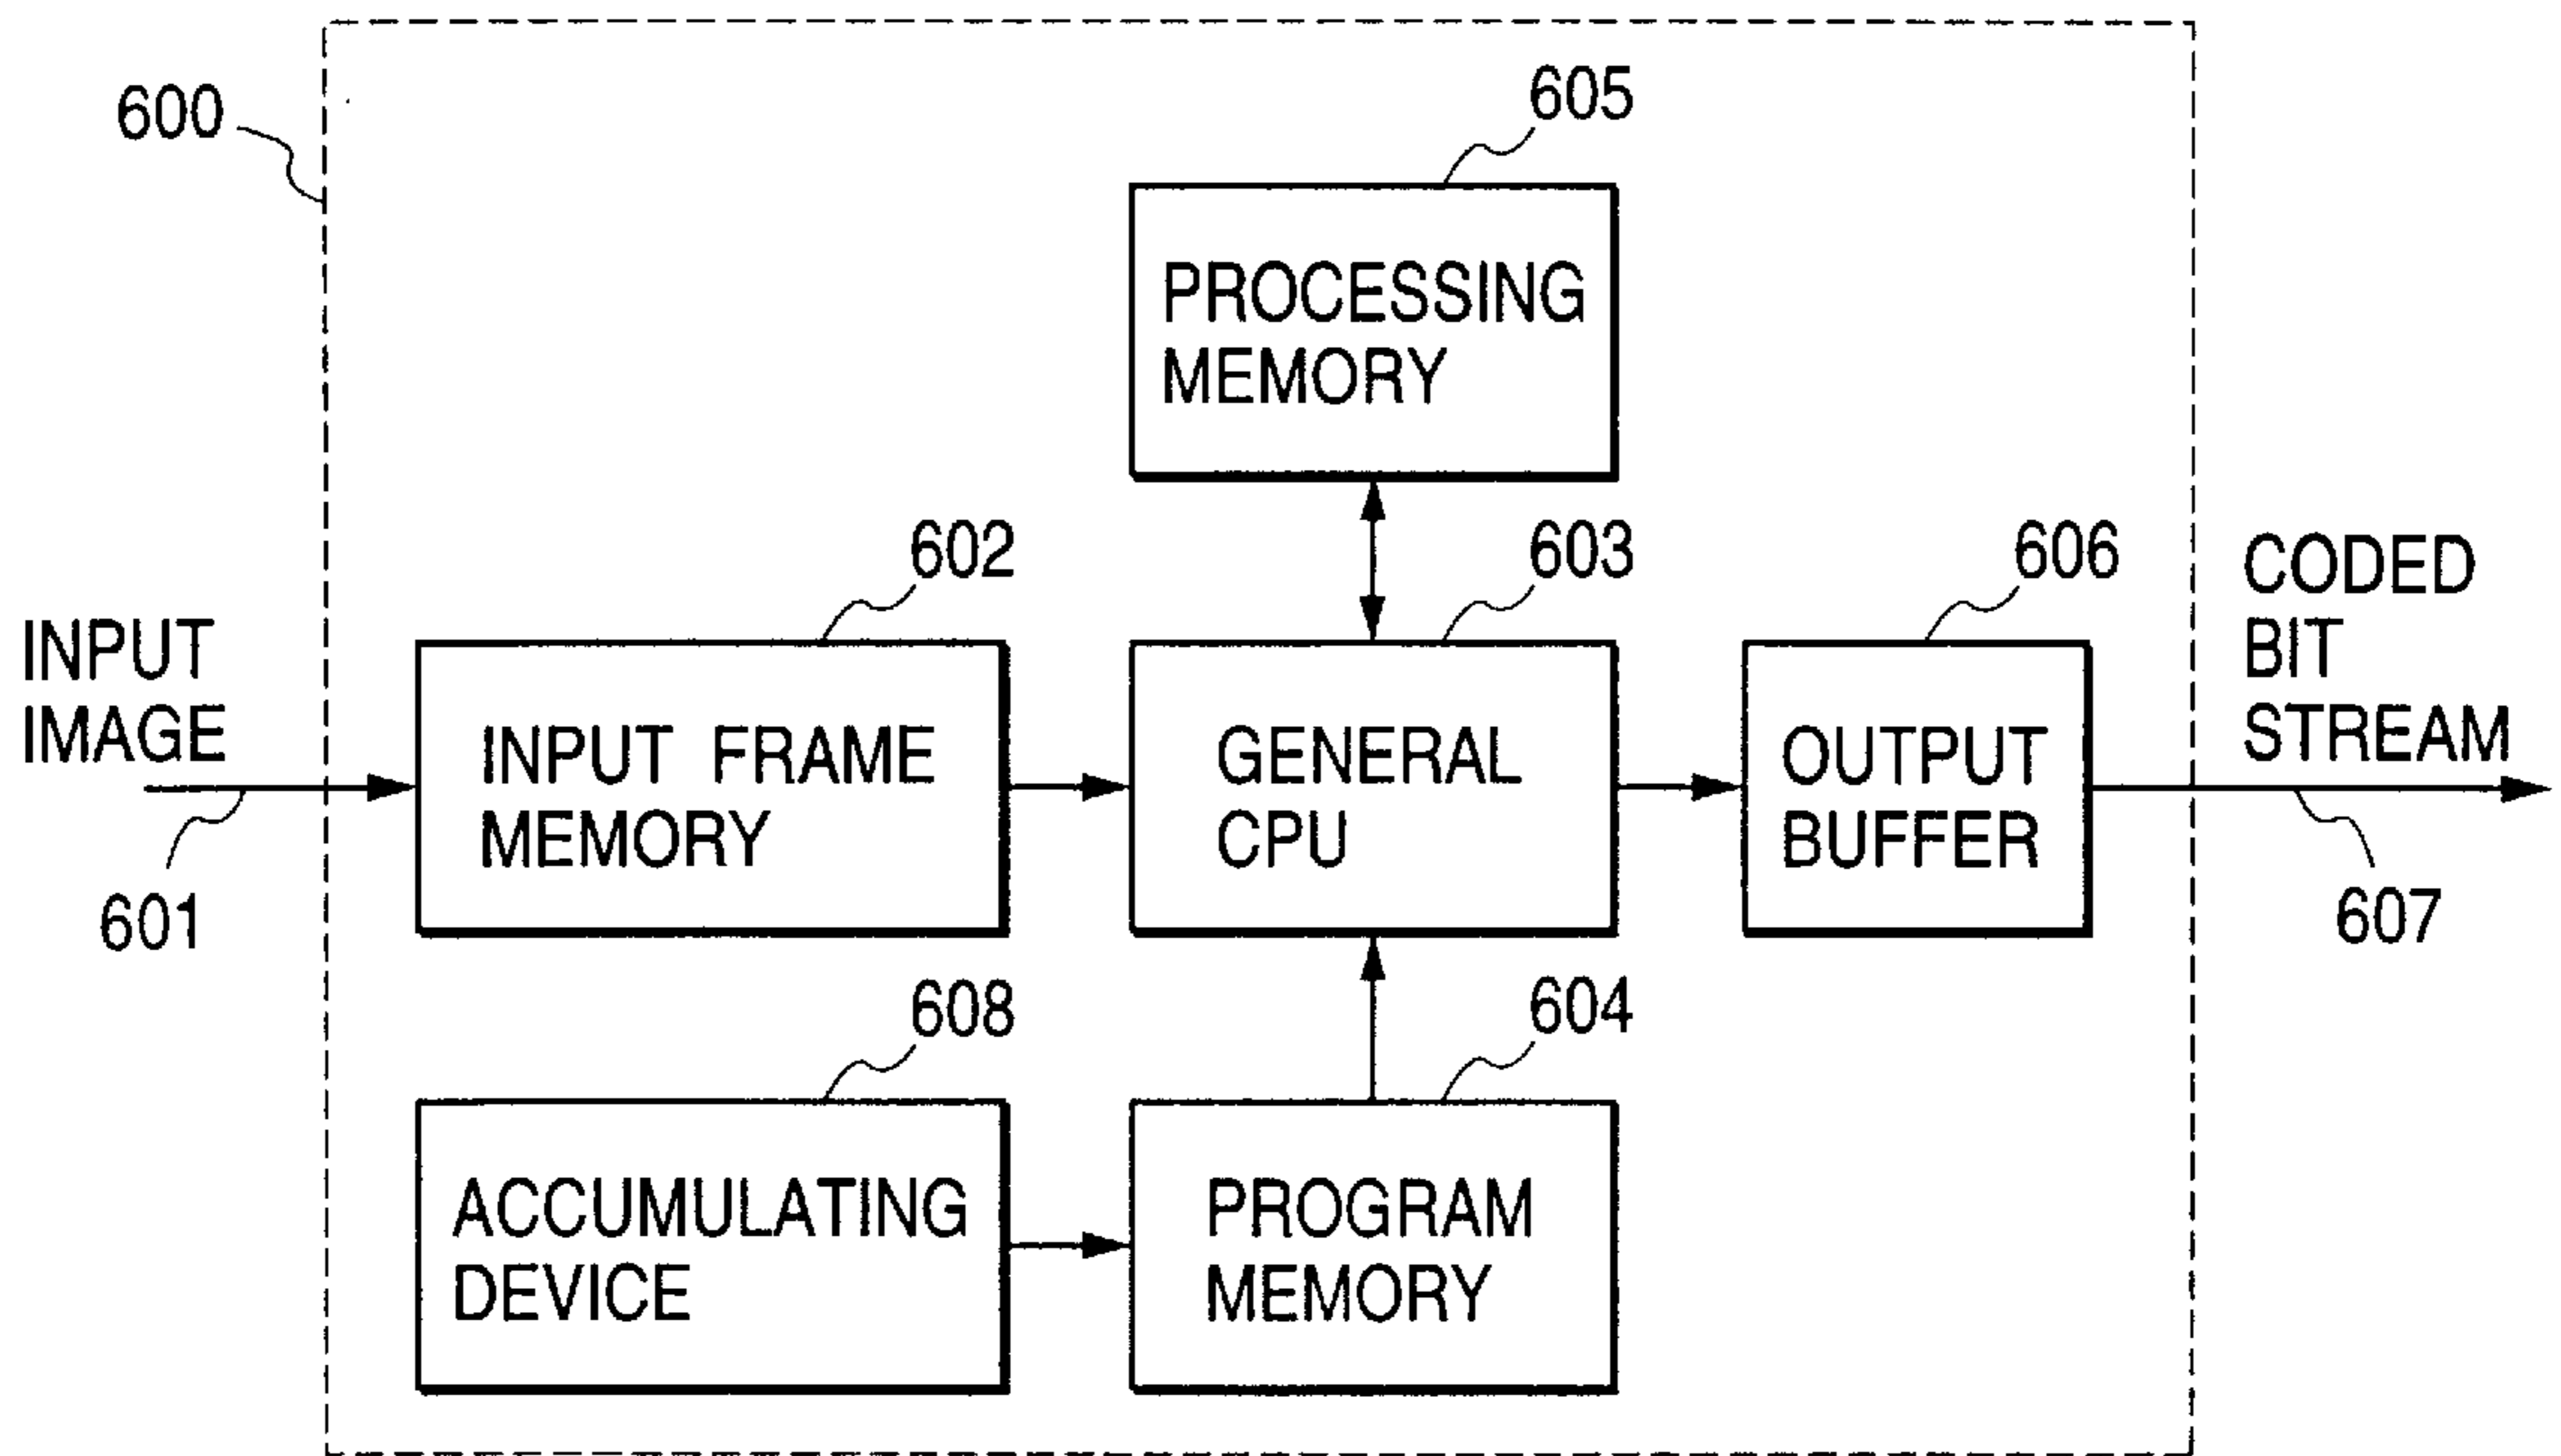 600
605
PROCESSING
MEMORY
602
603
606
INPUT
IMAGE
601
INPUT FRAME
MEMORY
GENERAL
CPU
OUTPUT
BUFFER
CODED
BIT
STREAM
607
608
604
ACCUMULATING
DEVICE
PROGRAM
MEMORY